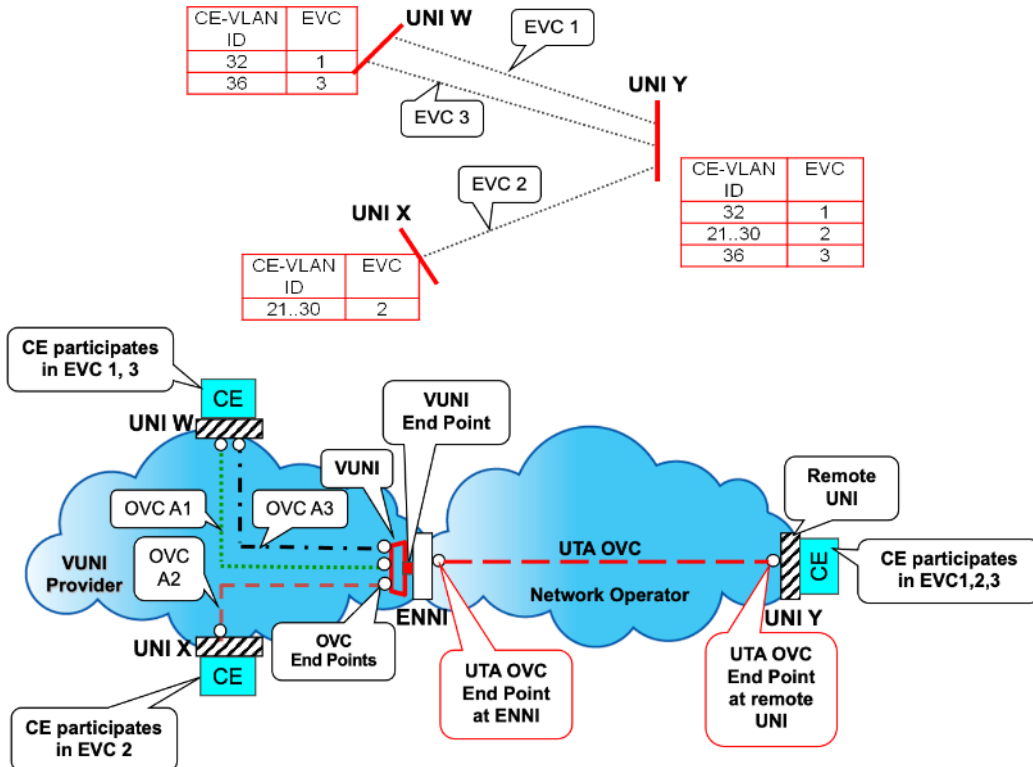 UNI W
CE-VLAN ID EVC
32 1
36 3
EVC 1
EVC 3
UNI Y
EVC 2
UNI X
CE-VLAN ID EVC
32 1
21..30 2
36 3
CE-VLAN ID EVC
21..30 2
CE participates
in EVC 1, 3
CE
UNI W
VUNI
End Point
VUNI
Remote
UNI
OVC A1
OVC A3
OVC
A2
VUNI
Provider
UTA OVC
CE
CE participates
in EVC1,2,3
Network Operator
ENNI
UNI Y
UNI X
OVC
End Points
CE
UTA OVC
End Point
at ENNI
UTA OVC
End Point
at remote
UNI
CE participates
in EVC 2